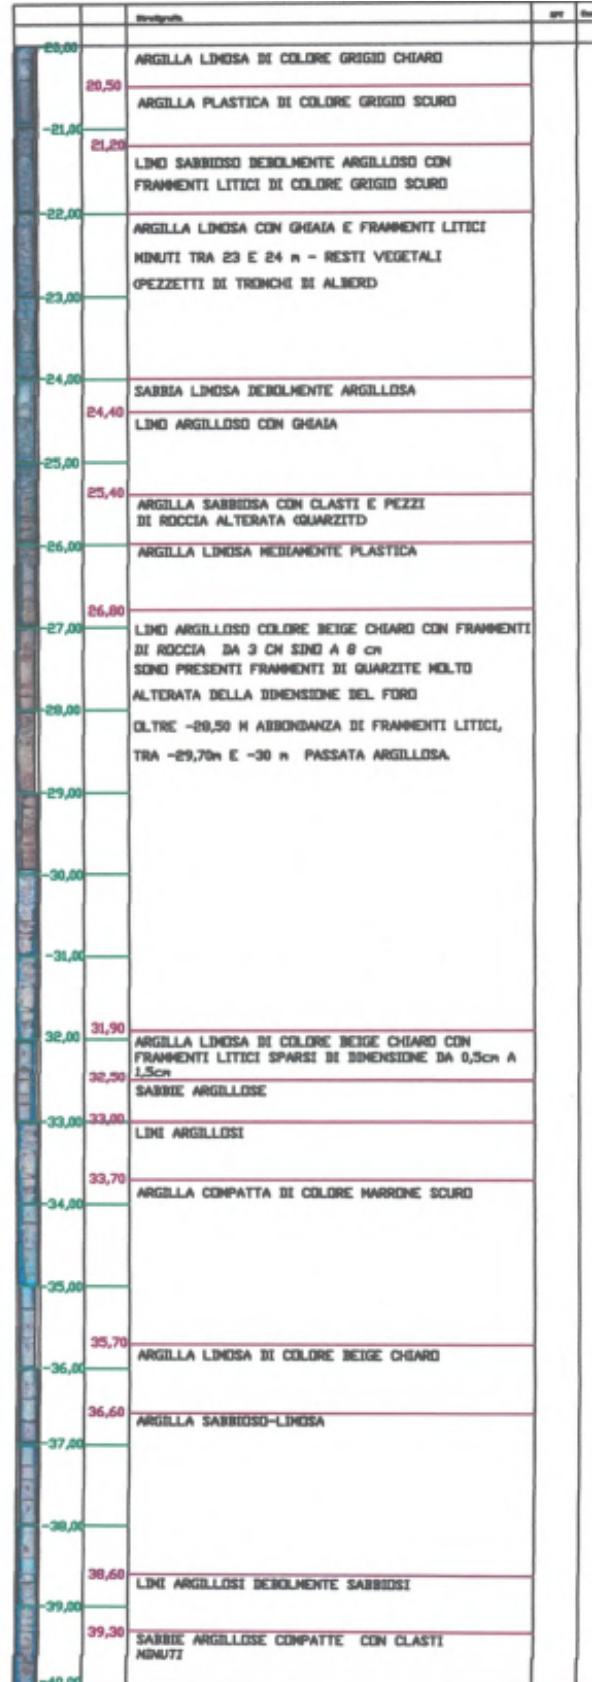 Stratigrafia SPT
20,00
ARGILLA LIMOSA DI COLORE GRIGIO CHIARO
20,50
ARGILLA PLASTICA DI COLORE GRIGIO SCURO
-21,00
21,20
LIMO SABBIOSO DEBOLMENTE ARGILLOSO CON
FRAMMENTI LITICI DI COLORE GRIGIO SCURO
-22,00
ARGILLA LIMOSA CON GHIAIA E FRAMMENTI LITICI
MINUTI TRA 23 E 24 m - RESTI VEGETALI
(PEZZETTI DI TRONCHI DI ALBERI)
-23,00
-24,00
SABBIA LIMOSA DEBOLMENTE ARGILLOSA
24,40
LIMO ARGILLOSO CON GHIAIA
-25,00
25,40
ARGILLA SABBIOSA CON CLASTI E PEZZI
DI ROCCIA ALTERATA (QUARZITI)
-26,00
ARGILLA LIMOSA MEDIAMENTE PLASTICA
26,80
-27,00
LIMO ARGILLOSO COLORE BEIGE CHIARO CON FRAMMENTI
DI ROCCIA DA 3 CM SINO A 8 cm
SONO PRESENTI FRAMMENTI DI QUARZITE MOLTO
ALTERATA DELLA DIMENSIONE DEL FORO
-28,00
OLTRE -28,50 M ABBONDANZA DI FRAMMENTI LITICI,
TRA -29,70m E -30 m PASSATA ARGILLOSA.
-29,00
-30,00
-31,00
31,90
32,00
ARGILLA LIMOSA DI COLORE BEIGE CHIARO CON
FRAMMENTI LITICI SPARSI DI DIMENSIONE DA 0,5cm A
1,5cm
32,50
SABBIE ARGILLOSE
-33,00 33,00
LIMI ARGILLOSI
33,70
ARGILLA COMPATTA DI COLORE MARRONE SCURO
-34,00
-35,00
35,70
ARGILLA LIMOSA DI COLORE BEIGE CHIARO
-36,00
36,60
ARGILLA SABBIOSO-LIMOSA
-37,00
-38,00
38,60
LIMI ARGILLOSI DEBOLMENTE SABBIOSI
-39,00
39,30
SABBIE ARGILLOSE COMPATTE CON CLASTI
MINUTI
-40,00